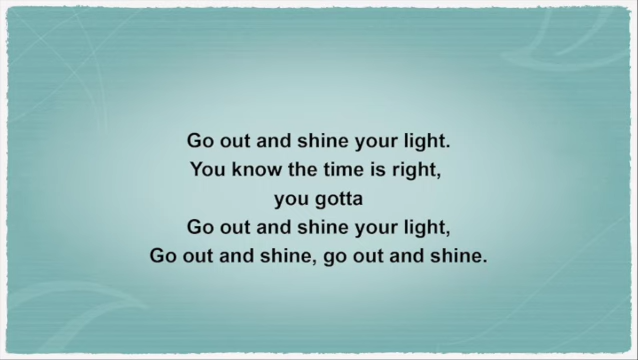 Go out and shine your light.
You know the time is right,
you gotta
Go out and shine your light,
Go out and shine, go out and shine.